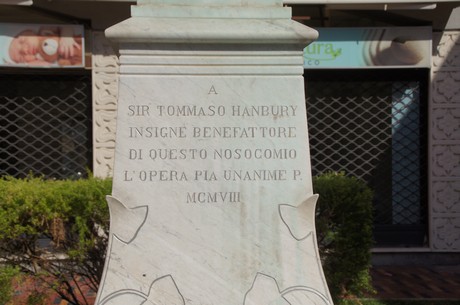 A
SIR TOMMASO HANBURY
INSIGNE BENEFATTORE
DI QUESTO NOSOCOMIO
L'OPERA PIA UNANIME P.
MCMVIII